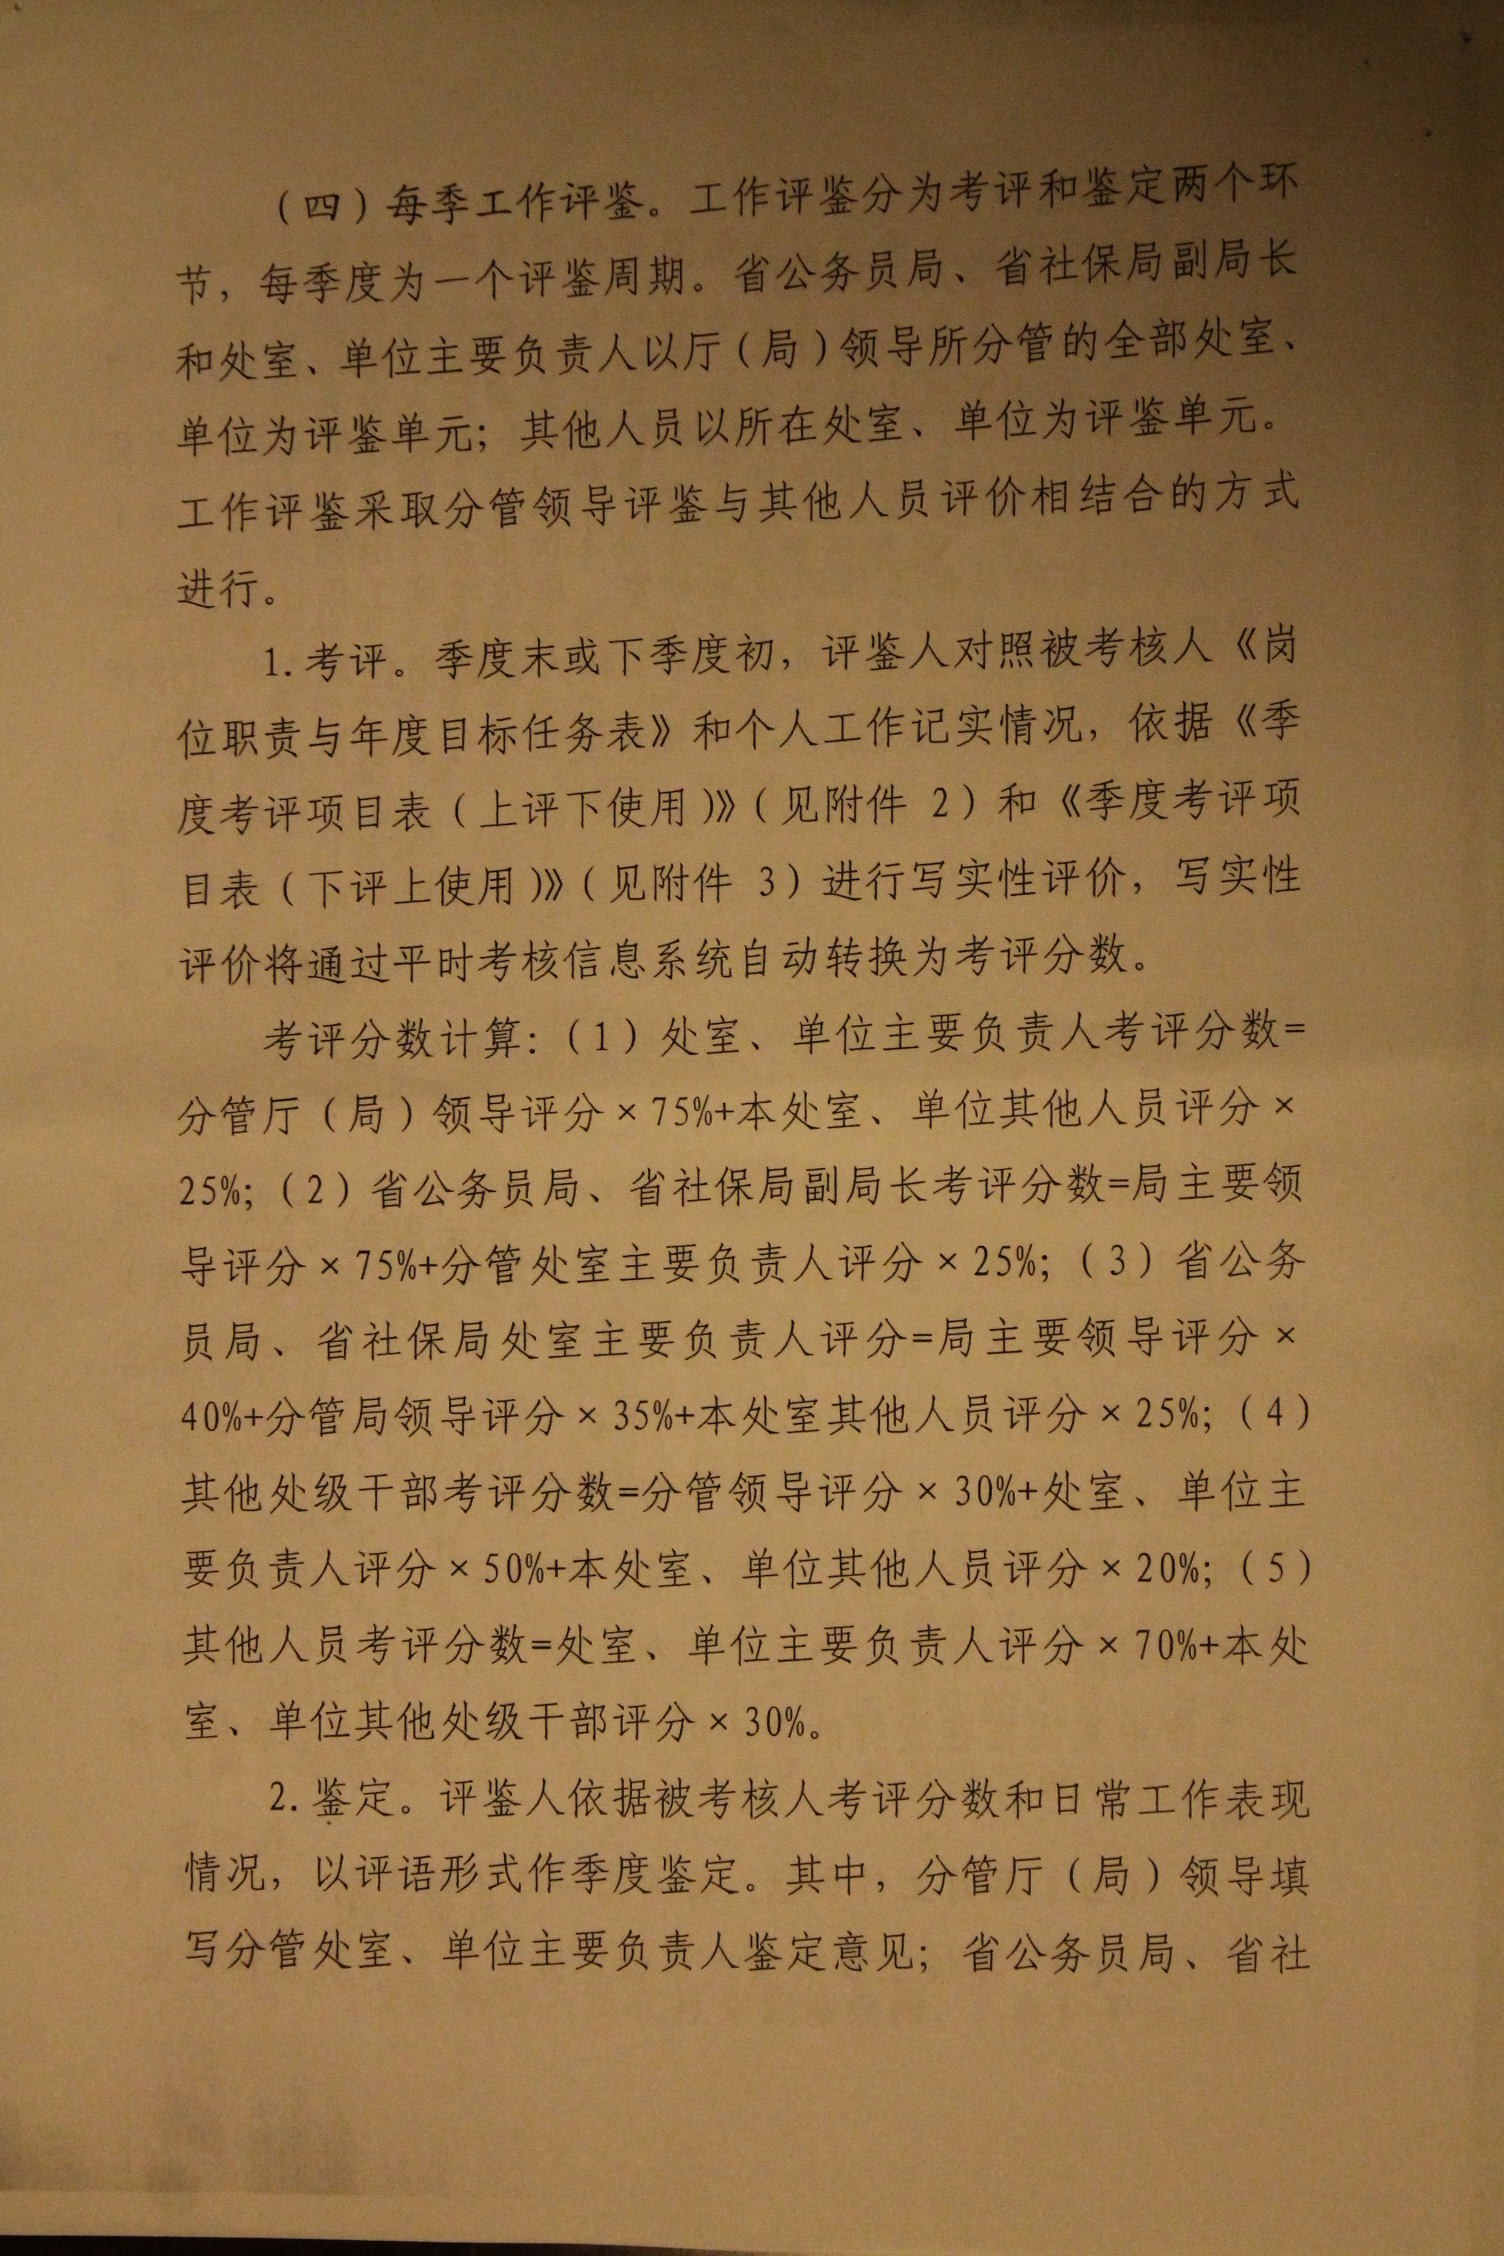 （四）每季工作评鉴。工作评鉴分为考评和鉴定两个环
节，每季度为一个评鉴周期。省公务员局、省社保局副局长
和处室、单位主要负责人以厅（局）领导所分管的全部处室、
单位为评鉴单元；其他人员以所在处室、单位为评鉴单元。
工作评鉴采取分管领导评鉴与其他人员评价相结合的方式
进行。
1. 考评。季度末或下季度初，评鉴人对照被考核人《岗
位职责与年度目标任务表》和个人工作记实情况，依据《季
度考评项目表（上评下使用）》（见附件 2）和《季度考评项
目表（下评上使用）》（见附件 3）进行写实性评价，写实性
评价将通过平时考核信息系统自动转换为考评分数。
考评分数计算：（1）处室、单位主要负责人考评分数=
分管厅（局）领导评分×75%+本处室、单位其他人员评分×
25%；（2）省公务员局、省社保局副局长考评分数=局主要领
导评分×75%+分管处室主要负责人评分×25%；（3）省公务
员局、省社保局处室主要负责人评分=局主要领导评分×
40%+分管局领导评分×35%+本处室其他人员评分×25%；（4）
其他处级干部考评分数=分管领导评分×30%+处室、单位主
要负责人评分×50%+本处室、单位其他人员评分×20%；（5）
其他人员考评分数=处室、单位主要负责人评分×70%+本处
室、单位其他处级干部评分×30%。
2. 鉴定。评鉴人依据被考核人考评分数和日常工作表现
情况，以评语形式作季度鉴定。其中，分管厅（局）领导填
写分管处室、单位主要负责人鉴定意见；省公务员局、省社